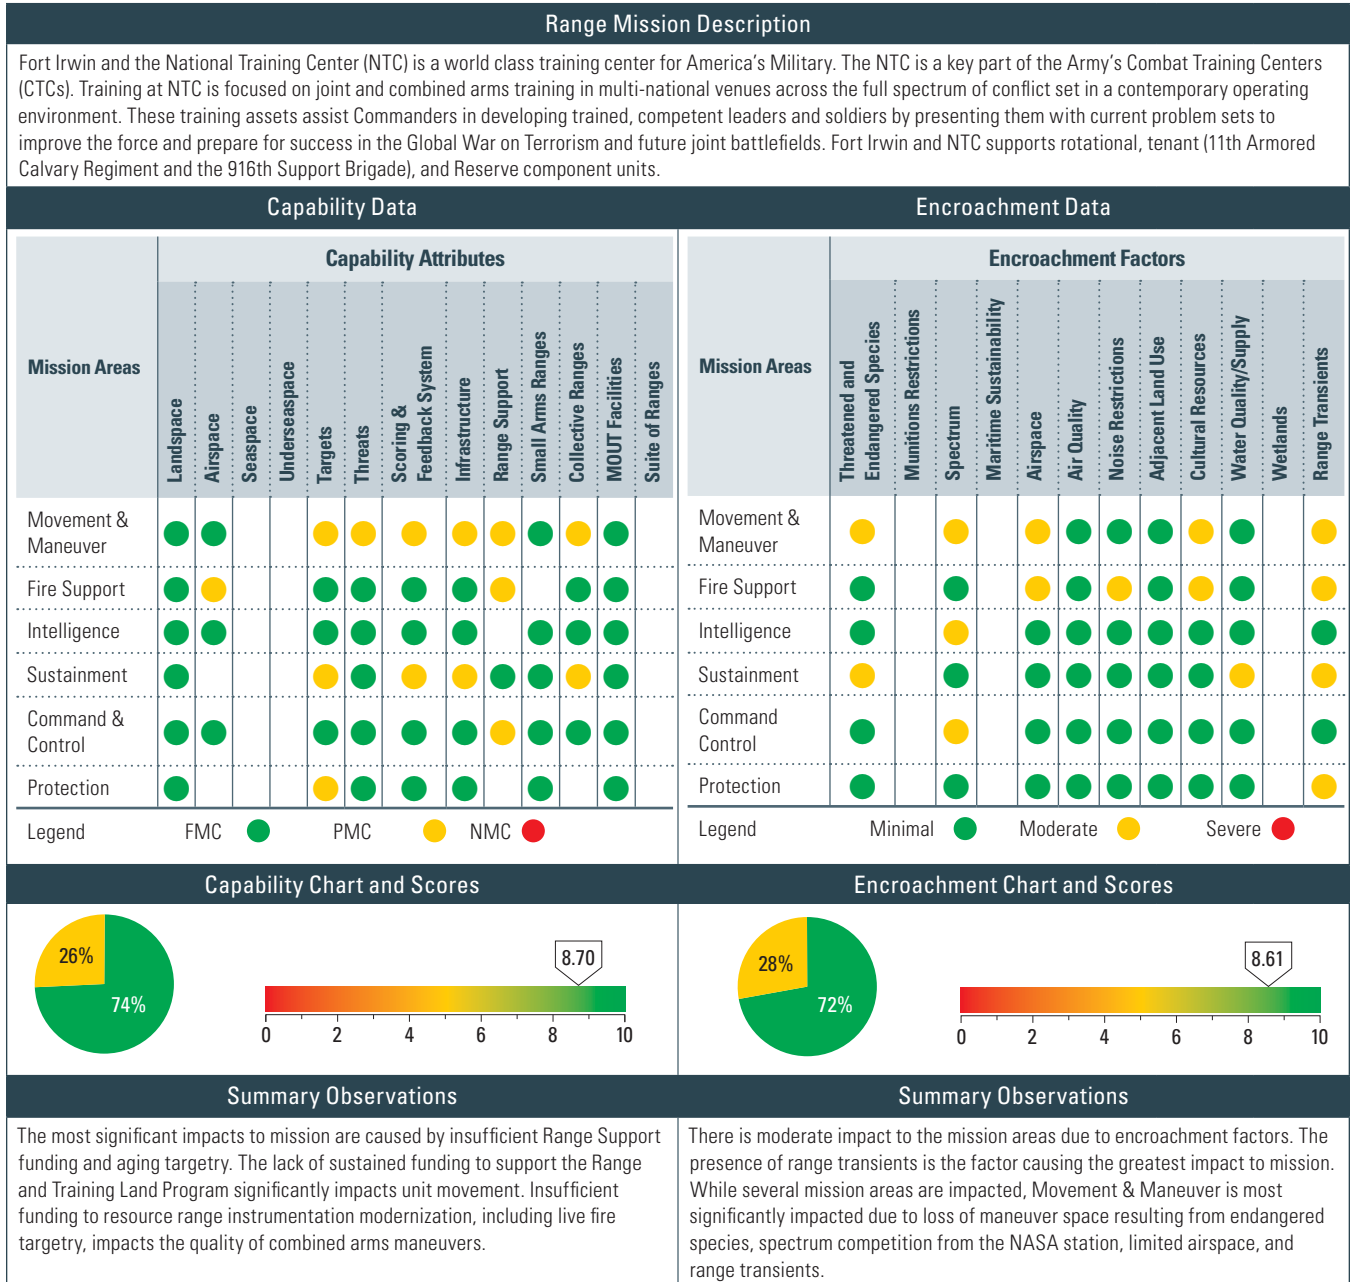 Range Mission Description
Fort Irwin and the National Training Center (NTC) is a world class training center for America's Military. The NTC is a key part of the Army's Combat Training Centers
(CTCs). Training at NTC is focused on joint and combined arms training in multi-national venues across the full spectrum of conflict set in a contemporary operating
environment. These training assets assist Commanders in developing trained, competent leaders and soldiers by presenting them with current problem sets to
improve the force and prepare for success in the Global War on Terrorism and future joint battlefields. Fort Irwin and NTC supports rotational, tenant (11th Armored
Calvary Regiment and the 916th Support Brigade), and Reserve component units.
Capability Data
Mission Areas
Capability Attributes
Landspace
Airspace
Seaspace
Underseaspace
Targets
Threats
Scoring &
Feedback System
Infrastructure
Range Support
Small Arms Ranges
Collective Ranges
MOUT Facilities
Suite of Ranges
Movement &
Maneuver
Fire Support
Intelligence
Sustainment
Command &
Control
Protection
Legend FMC PMC NMC
Encroachment Data
Mission Areas
Encroachment Factors
Threatened and
Endangered Species
Munitions Restrictions
Spectrum
Maritime Sustainability
Airspace
Air Quality
Noise Restrictions
Adjacent Land Use
Cultural Resources
Water Quality/Supply
Wetlands
Range Transients
Movement &
Maneuver
Fire Support
Intelligence
Sustainment
Command
Control
Protection
Legend Minimal Moderate Severe
Capability Chart and Scores
26%
74%
8.70
0 2 4 6 8 10
Encroachment Chart and Scores
28%
72%
8.61
0 2 4 6 8 10
Summary Observations
The most significant impacts to mission are caused by insufficient Range Support
funding and aging targetry. The lack of sustained funding to support the Range
and Training Land Program significantly impacts unit movement. Insufficient
funding to resource range instrumentation modernization, including live fire
targetry, impacts the quality of combined arms maneuvers.
Summary Observations
There is moderate impact to the mission areas due to encroachment factors. The
presence of range transients is the factor causing the greatest impact to mission.
While several mission areas are impacted, Movement & Maneuver is most
significantly impacted due to loss of maneuver space resulting from endangered
species, spectrum competition from the NASA station, limited airspace, and
range transients.